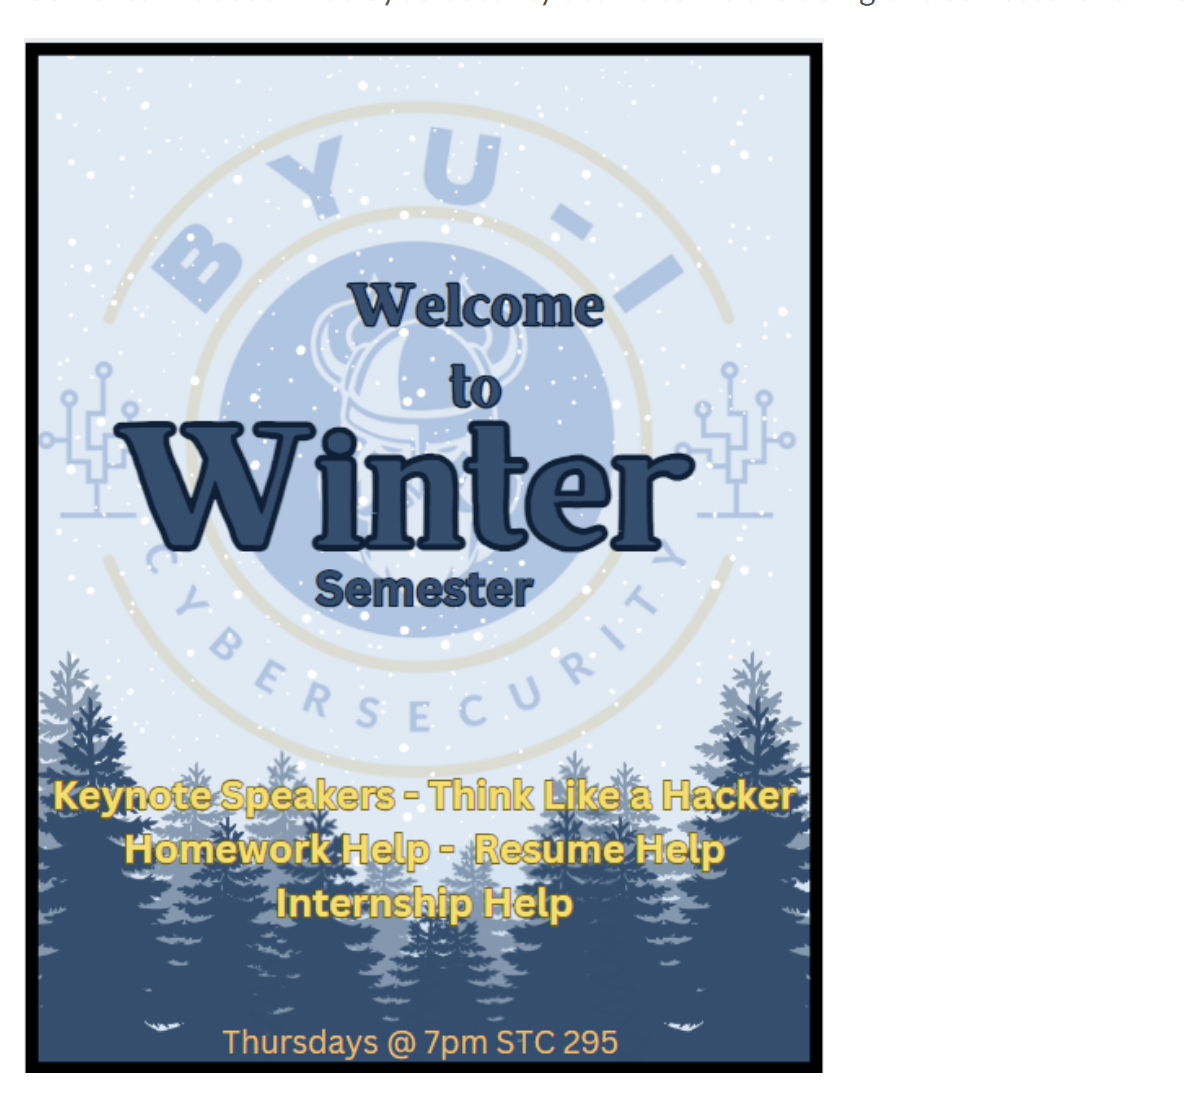 BYU-I
Welcome
to
Winter
Semester
CYBERSECURITY
Keynote Speakers - Think Like a Hacker
Homework Help - Resume Help
Internship Help
Thursdays @ 7pm STC 295